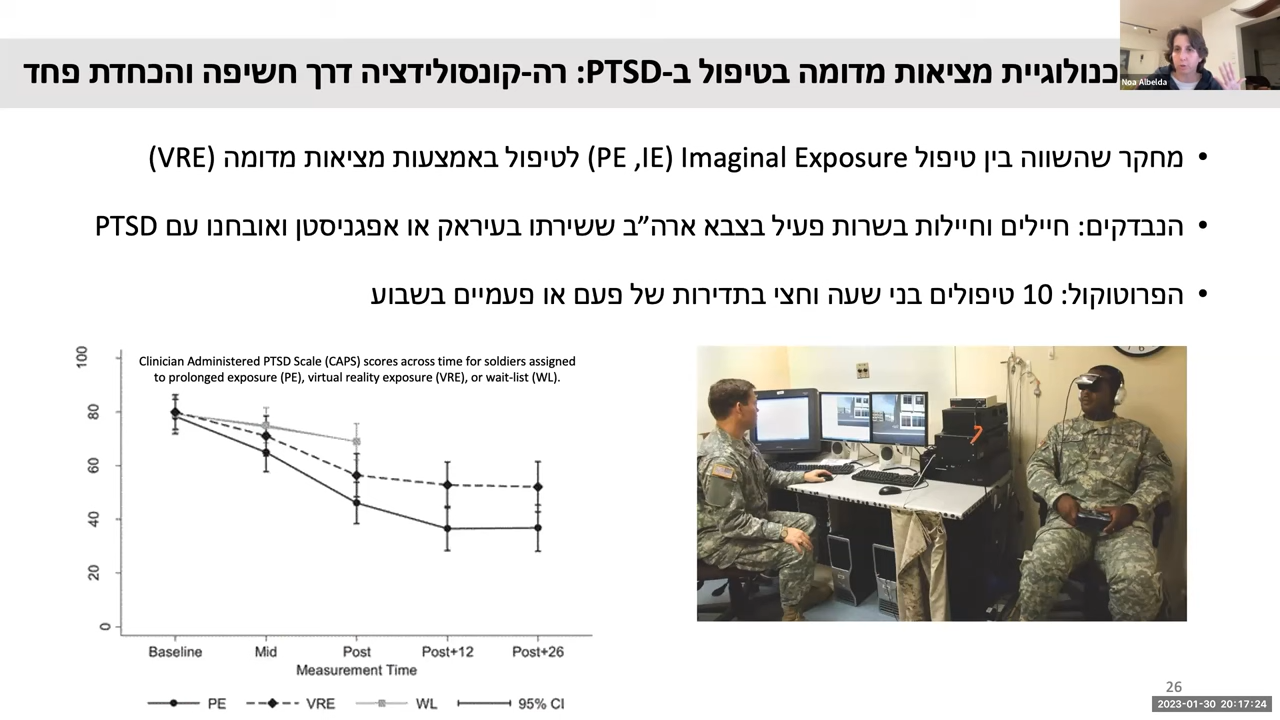 כנולוגיית מציאות מדומה בטיפול ב-PTSD: רה-קונסולידציה דרך חשיפה והכחדת פחד
Noa Albelda
• מחקר שהשווה בין טיפול Imaginal Exposure (PE ,IE) לטיפול באמצעות מציאות מדומה (VRE)
• הנבדקים: חיילים וחיילות בשרות פעיל בצבא ארה״ב ששירתו בעיראק או אפגניסטן ואובחנו עם PTSD
• הפרוטוקול: 10 טיפולים בני שעה וחצי בתדירות של פעם או פעמיים בשבוע
Clinician Administered PTSD Scale (CAPS) scores across time for soldiers assigned
to prolonged exposure (PE), virtual reality exposure (VRE), or wait-list (WL).
100
80
60
40
20
0
Baseline Mid Post Post+12 Post+26
Measurement Time
PE VRE WL 95% CI
26
2023-01-30 20:17:24